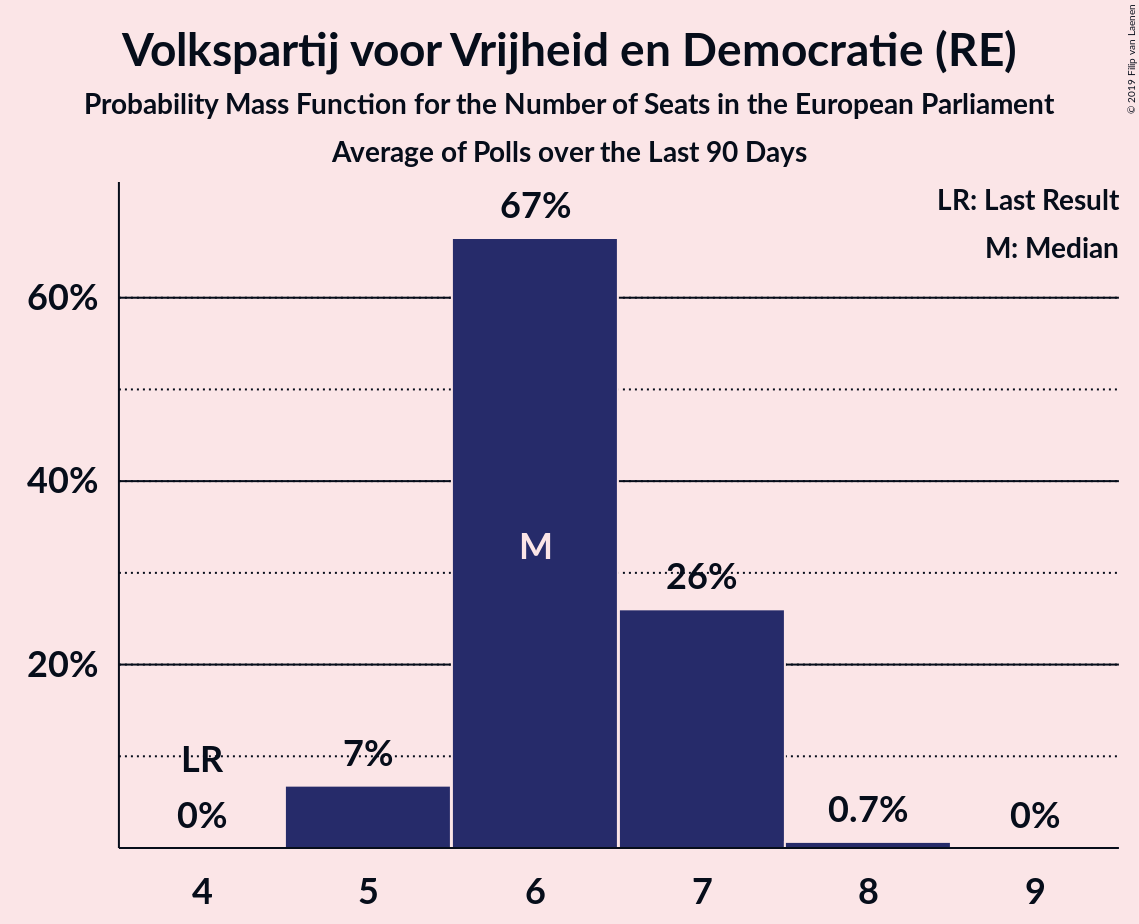 Volkspartij voor Vrijheid en Democratie (RE)
Probability Mass Function for the Number of Seats in the European Parliament
Average of Polls over the Last 90 Days
© 2019 Filip van Laenen
LR: Last Result
M: Median
67%
60%
40%
M
26%
20%
LR
7%
0%
0.7%
0%
4 5 6 7 8 9